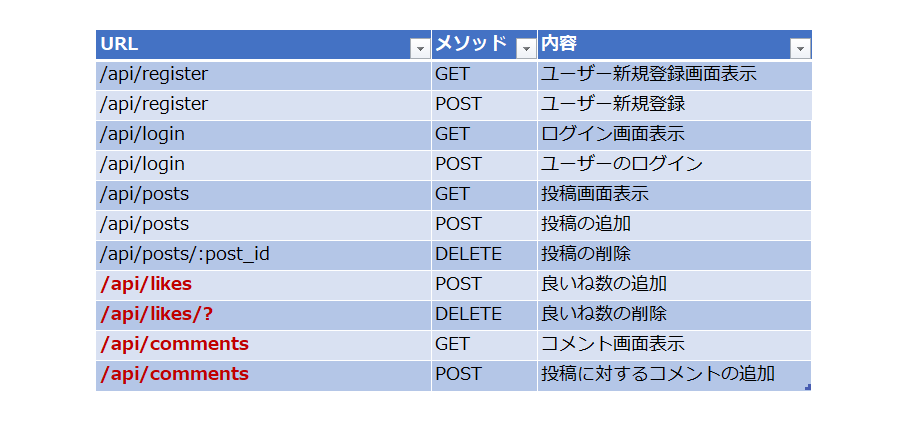 URL メソッド 内容
/api/register GET ユーザー新規登録画面表示
/api/register POST ユーザー新規登録
/api/login GET ログイン画面表示
/api/login POST ユーザーのログイン
/api/posts GET 投稿画面表示
/api/posts POST 投稿の追加
/api/posts/:post_id DELETE 投稿の削除
/api/likes POST 良いね数の追加
/api/likes/? DELETE 良いね数の削除
/api/comments GET コメント画面表示
/api/comments POST 投稿に対するコメントの追加